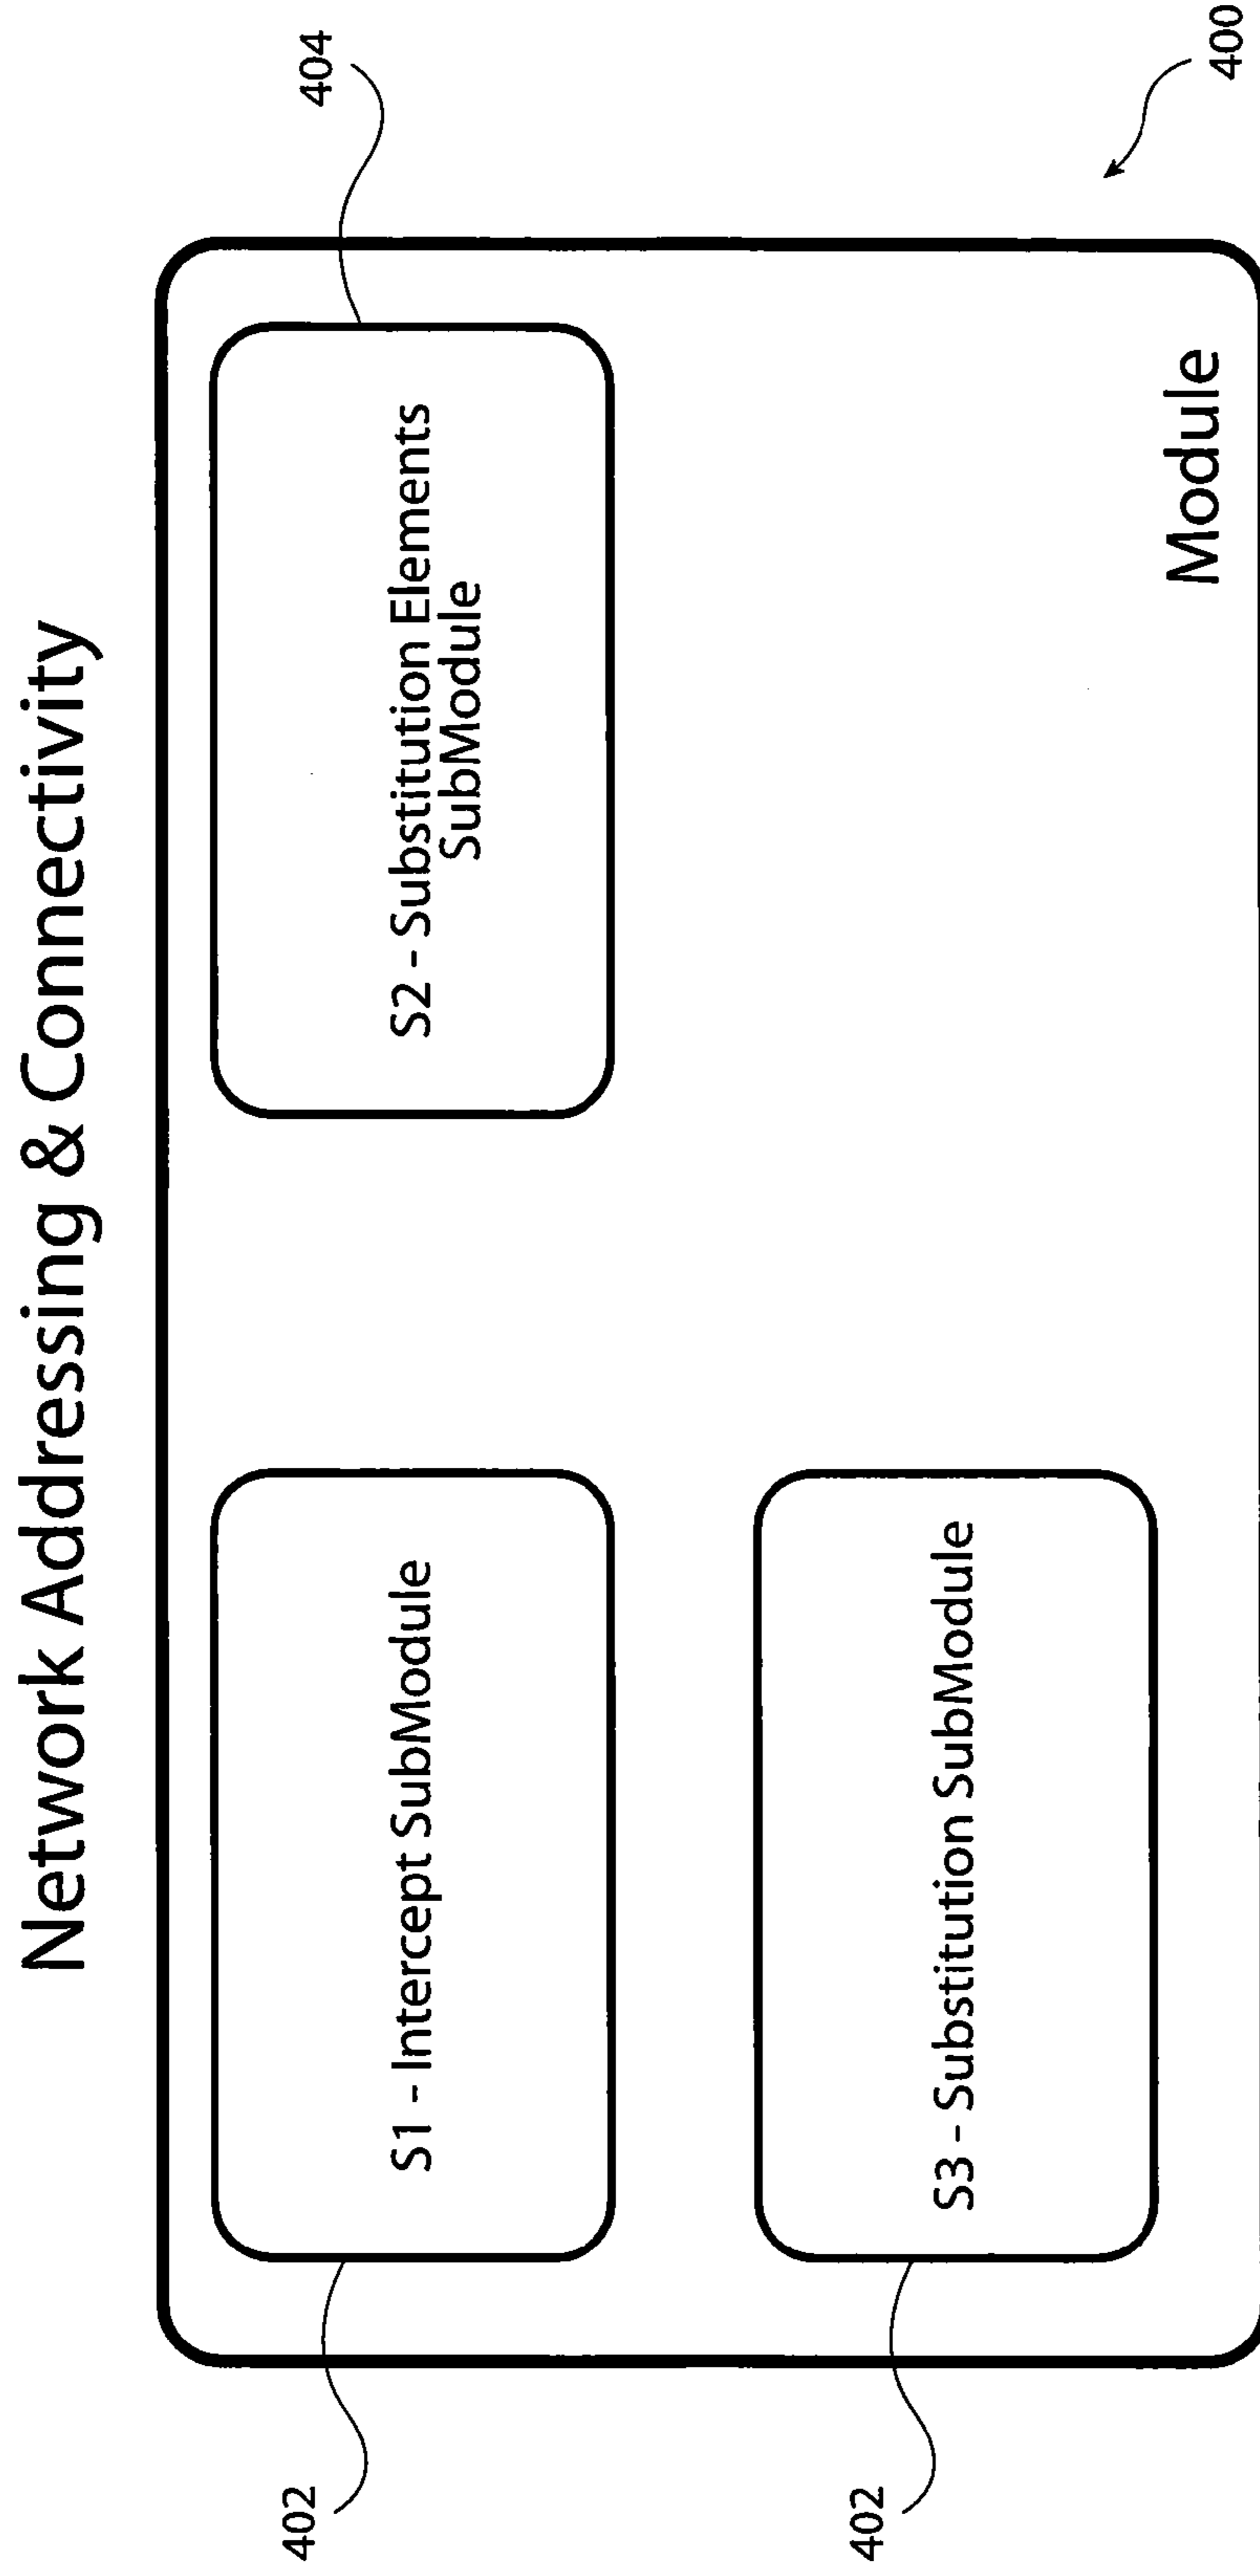 Network Addressing & Connectivity
404
S1 – Intercept SubModule
S2 – Substitution Elements
SubModule
402
S3 – Substitution SubModule
402
Module
400